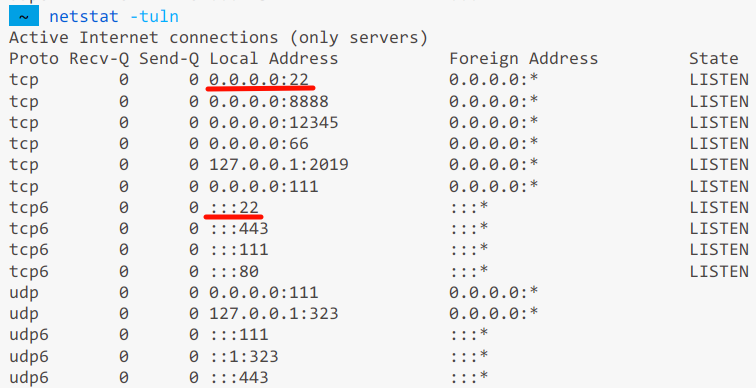 ~ netstat -tuln
Active Internet connections (only servers)
Proto Recv-Q Send-Q Local Address Foreign Address State
tcp 0 0 0.0.0.0:22 0.0.0.0:* LISTEN
tcp 0 0 0.0.0.0:8888 0.0.0.0:* LISTEN
tcp 0 0 0.0.0.0:12345 0.0.0.0:* LISTEN
tcp 0 0 0.0.0.0:66 0.0.0.0:* LISTEN
tcp 0 0 127.0.0.1:2019 0.0.0.0:* LISTEN
tcp 0 0 0.0.0.0:111 0.0.0.0:* LISTEN
tcp6 0 0 :::22 :::* LISTEN
tcp6 0 0 :::443 :::* LISTEN
tcp6 0 0 :::111 :::* LISTEN
tcp6 0 0 :::80 :::* LISTEN
udp 0 0 0.0.0.0:111 0.0.0.0:*
udp 0 0 127.0.0.1:323 0.0.0.0:*
udp6 0 0 :::111 :::*
udp6 0 0 ::1:323 :::*
udp6 0 0 :::443 :::*